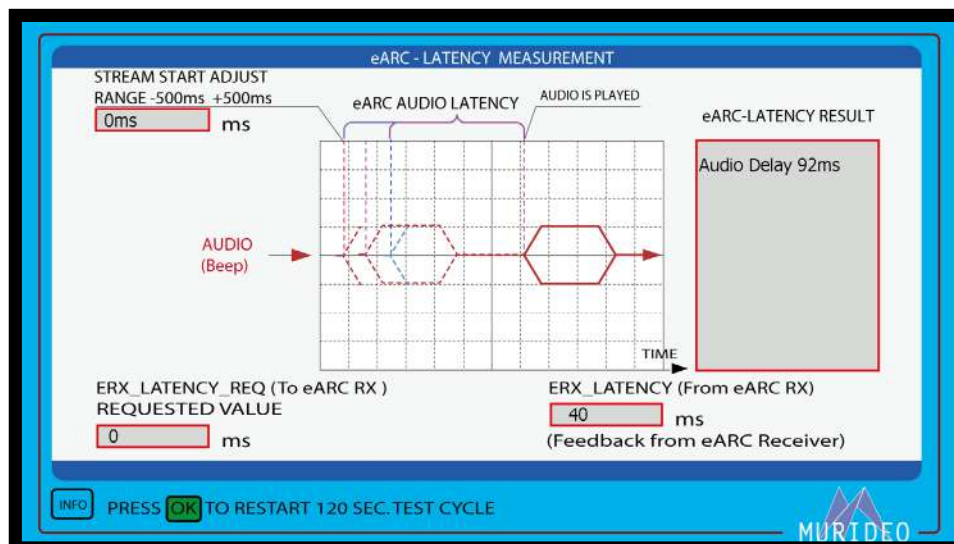 eARC - LATENCY MEASUREMENT
STREAM START ADJUST
RANGE -500ms +500ms
0ms ms
eARC AUDIO LATENCY
AUDIO IS PLAYED
eARC-LATENCY RESULT
Audio Delay 92ms
AUDIO
(Beep)
TIME
ERX_LATENCY_REQ (To eARC RX )
REQUESTED VALUE
0 ms
ERX_LATENCY (From eARC RX)
40 ms
(Feedback from eARC Receiver)
INFO PRESS OK TO RESTART 120 SEC. TEST CYCLE
MURIDEO